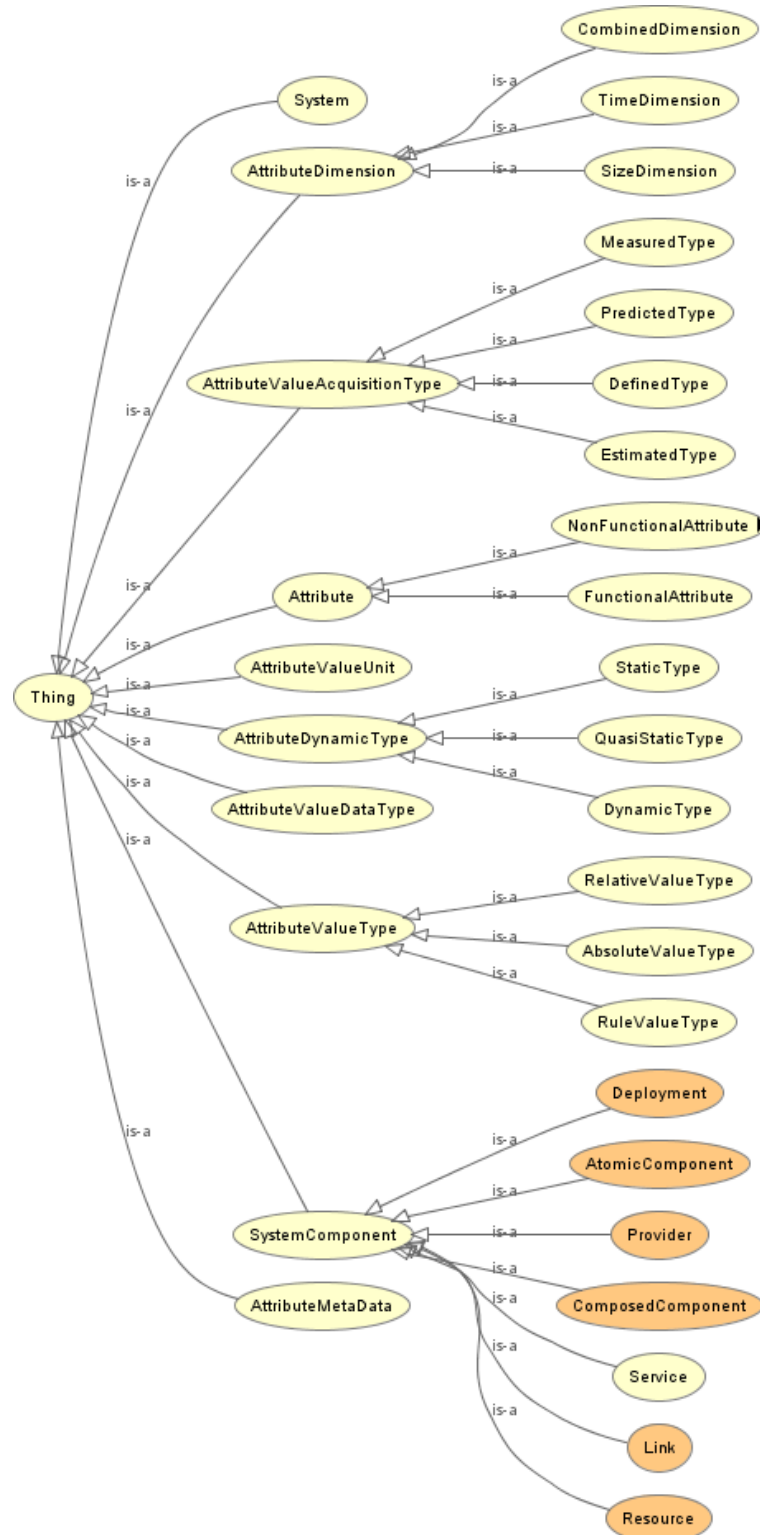 CombinedDimension
is-a
System
TimeDimension
is-a
is-a
AttributeDimension
is-a
SizeDimension
MeasuredType
is-a
PredictedType
is-a
AttributeValueAcquisitionType
is-a
DefinedType
is-a
is-a
EstimatedType
NonFunctionalAttribute
is-a
is-a
Attribute
is-a
FunctionalAttribute
is-a
AttributeValueUnit
StaticType
is-a
is-a
Thing
is-a
AttributeDynamicType
is-a
QuasiStaticType
is-a
is-a
AttributeValueDataType
DynamicType
is-a
RelativeValueType
is-a
AttributeValueType
is-a
AbsoluteValueType
is-a
RuleValueType
Deployment
is-a
is-a
AtomicComponent
is-a
SystemComponent
is-a
Provider
is-a
AttributeMetaData
ComposedComponent
is-a
Service
is-a
is-a
Link
Resource